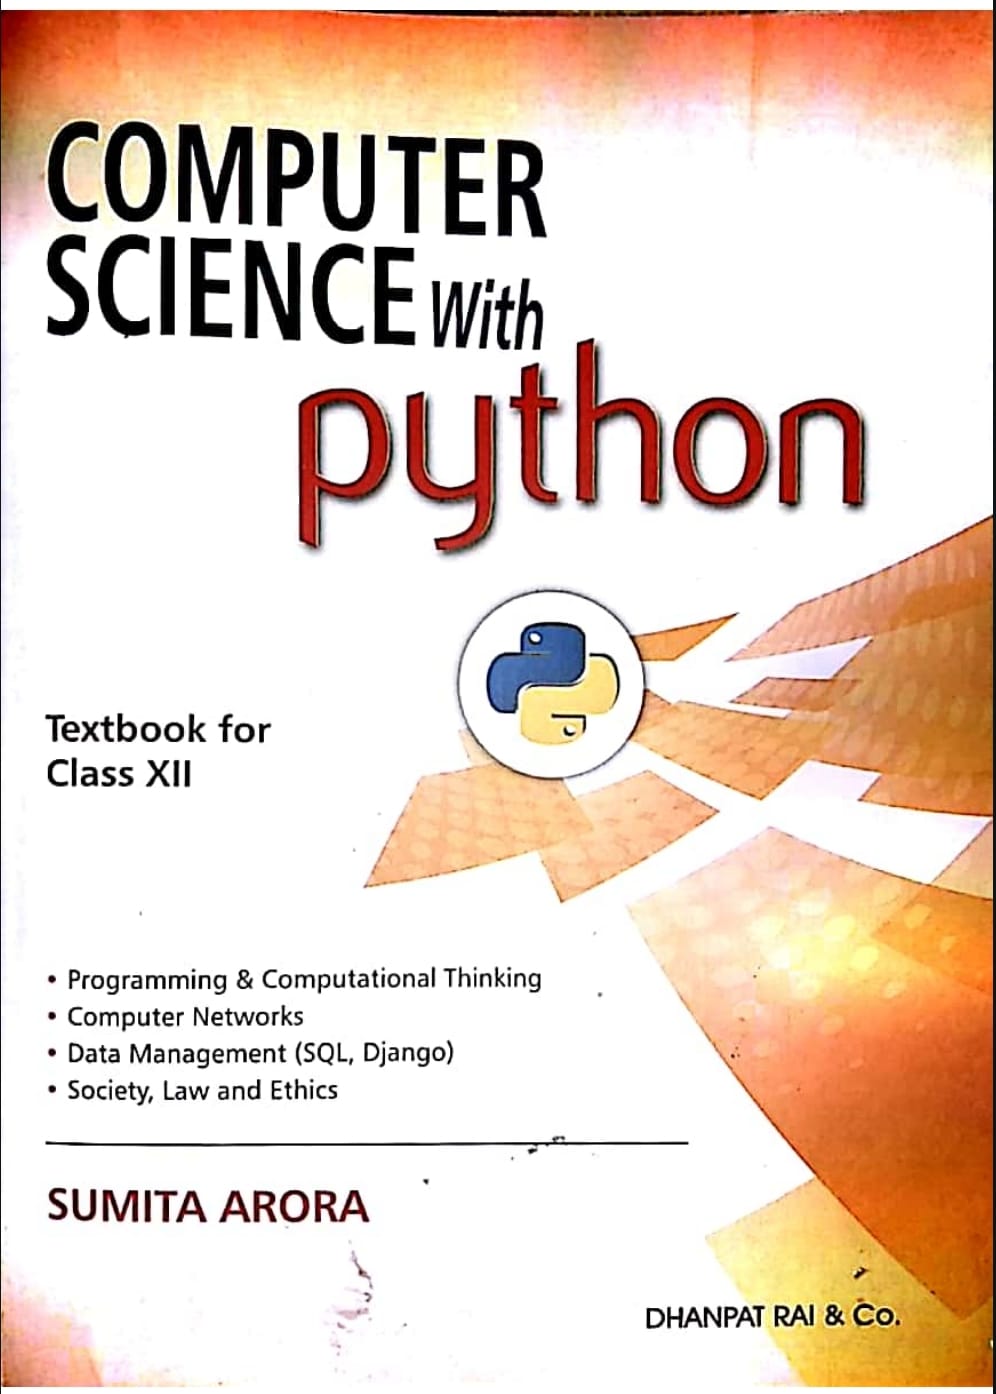 COMPUTER
SCIENCE With
python
Textbook for
Class XII
• Programming & Computational Thinking
• Computer Networks
• Data Management (SQL, Django)
• Society, Law and Ethics
SUMITA ARORA
DHANPAT RAI & Co.